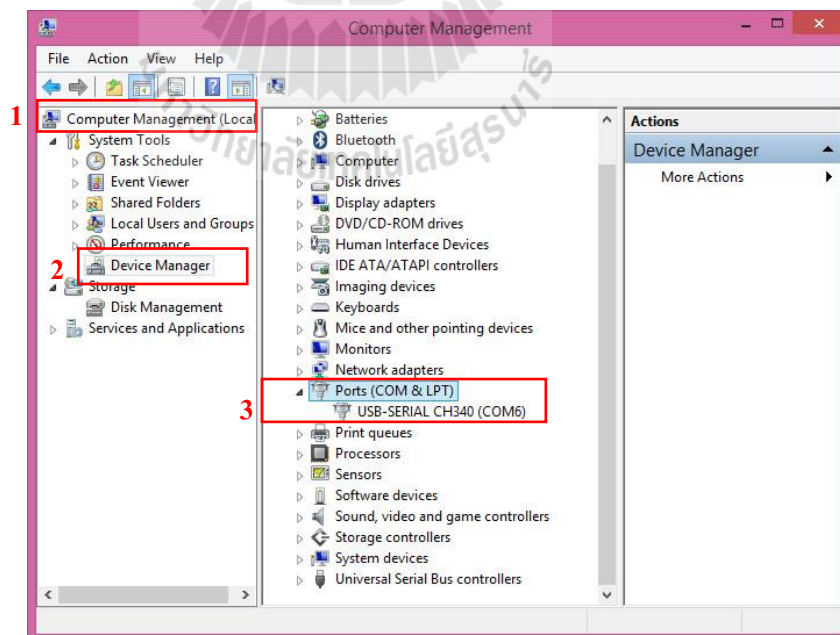 Computer Management
File Action View Help
1
Computer Management (Local
System Tools
Task Scheduler
Event Viewer
Shared Folders
Local Users and Groups
Performance
2
Device Manager
Storage
Disk Management
Services and Applications
Batteries
Bluetooth
Computer
Disk drives
Display adapters
DVD/CD-ROM drives
Human Interface Devices
IDE ATA/ATAPI controllers
Imaging devices
Keyboards
Mice and other pointing devices
Monitors
Network adapters
3
Ports (COM & LPT)
USB-SERIAL CH340 (COM6)
Print queues
Processors
Sensors
Software devices
Sound, video and game controllers
Storage controllers
System devices
Universal Serial Bus controllers
Actions
Device Manager
More Actions